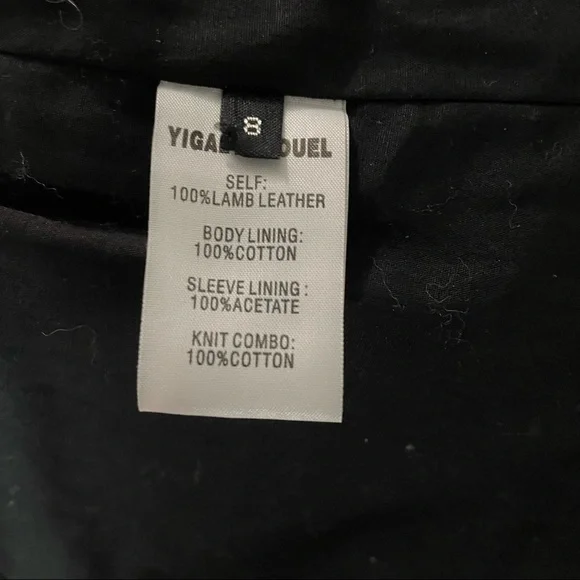 8
SELF:
100%LAMB LEATHER
BODY LINING:
100%COTTON
SLEEVE LINING:
100%ACETATE
KNIT COMBO:
100%COTTON